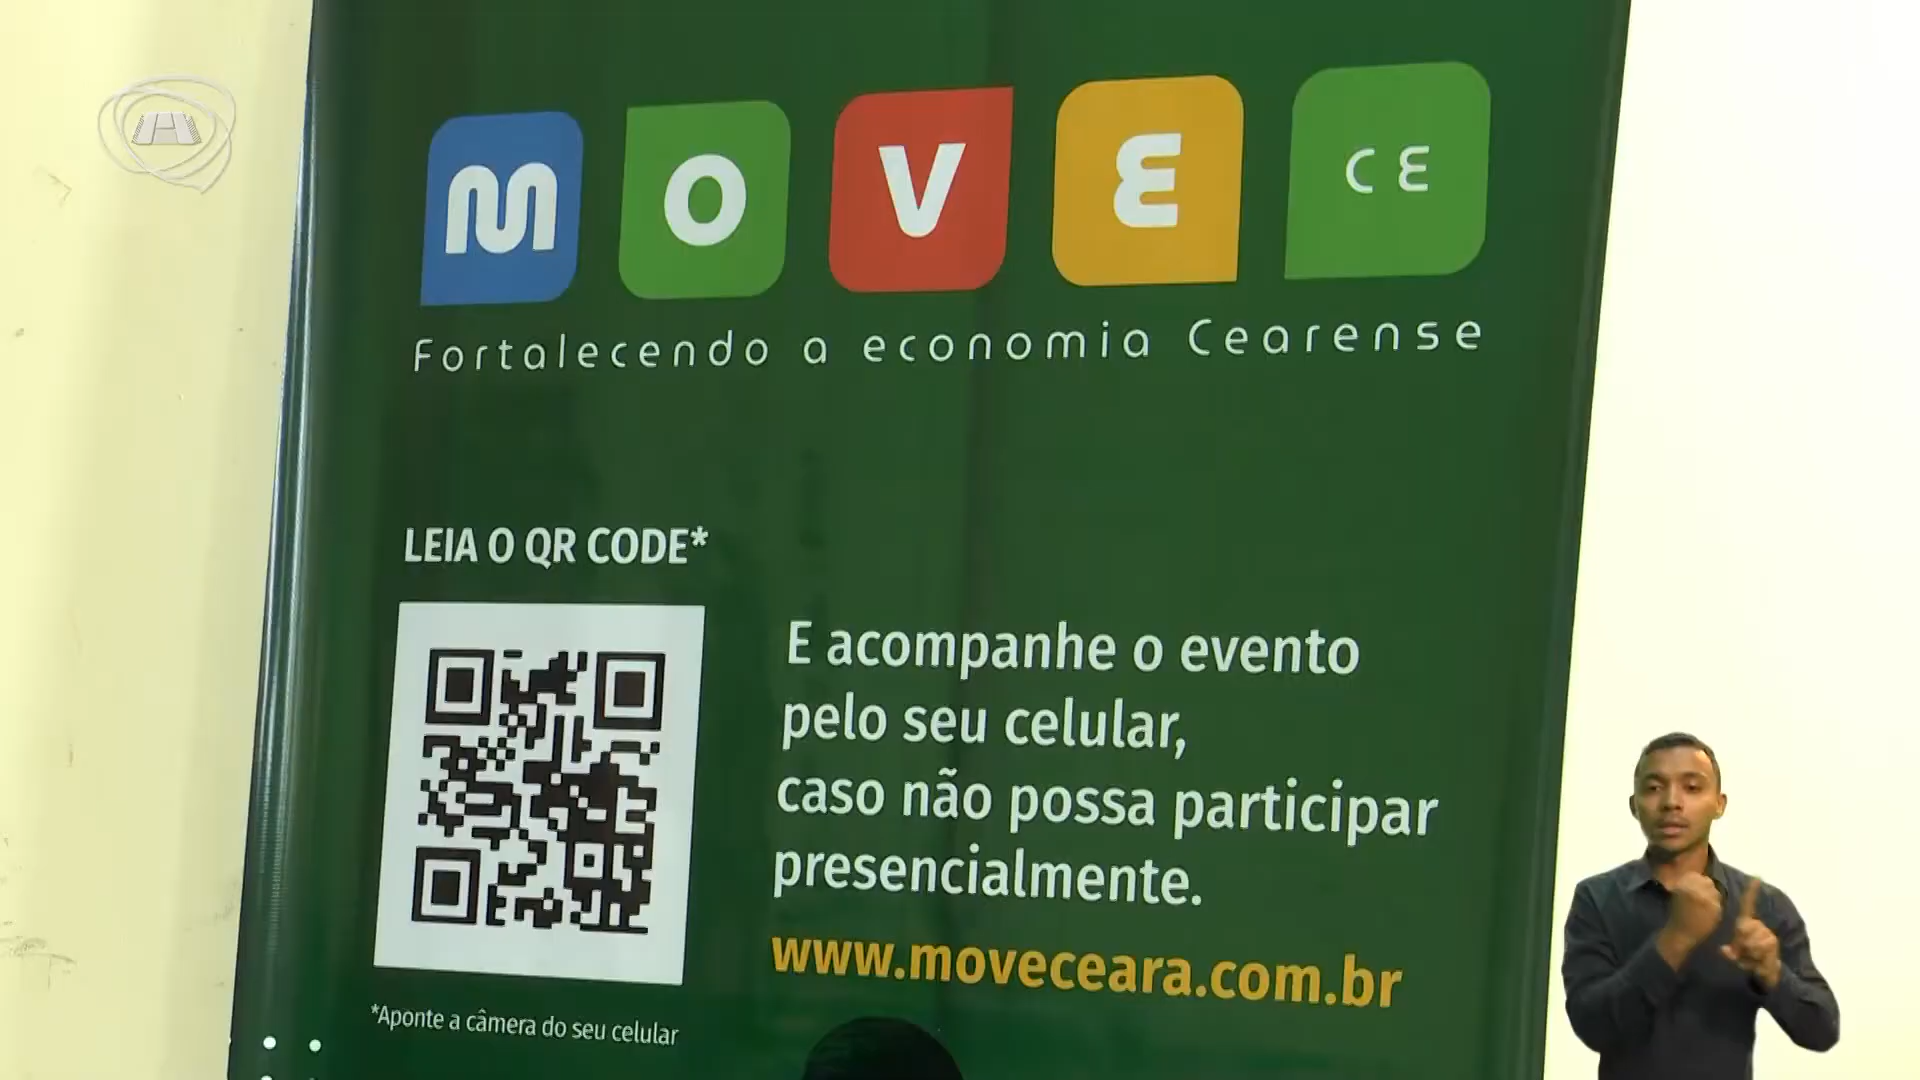 MOVE CE
Fortalecendo a economia Cearense
LEIA O QR CODE*
E acompanhe o evento
pelo seu celular,
caso não possa participar
presencialmente.
www.moveceara.com.br
*Aponte a câmera do seu celular